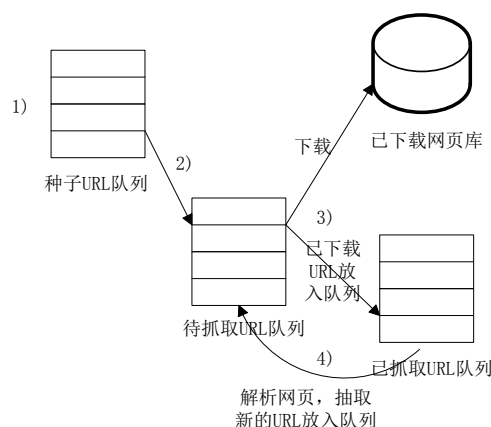 1)
种子URL队列
2)
下载
已下载网页库
待抓取URL队列
3)
已下载
URL放
入队列
已抓取URL队列
4)
解析网页，抽取
新的URL放入队列